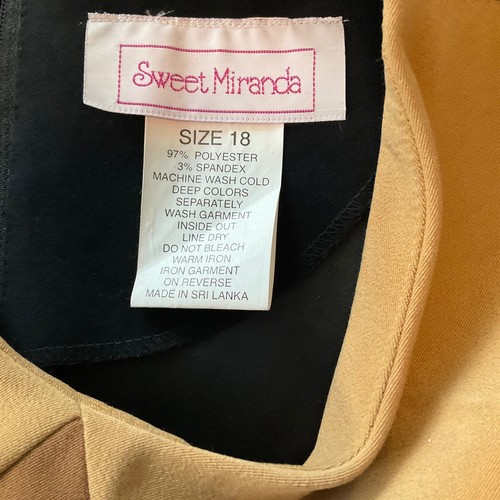 Sweet Miranda
SIZE 18
97% POLYESTER
3% SPANDEX
MACHINE WASH COLD
DEEP COLORS
SEPARATELY
WASH GARMENT
INSIDE OUT
LINE DRY
DO NOT BLEACH
WARM IRON
IRON GARMENT
ON REVERSE
MADE IN SRI LANKA